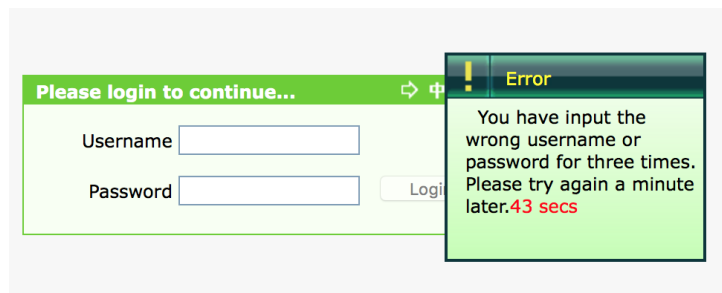 Please login to continue...
中
Username
Password
Error
You have input the
wrong username or
password for three times.
Please try again a minute
later.43 secs